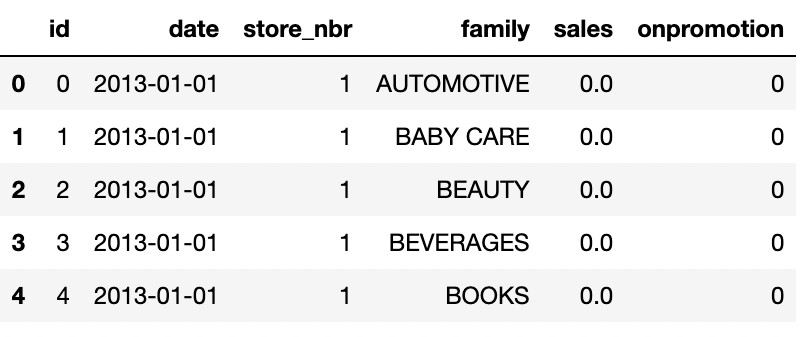 id date store_nbr family sales onpromotion
0 0 2013-01-01 1 AUTOMOTIVE 0.0 0
1 1 2013-01-01 1 BABY CARE 0.0 0
2 2 2013-01-01 1 BEAUTY 0.0 0
3 3 2013-01-01 1 BEVERAGES 0.0 0
4 4 2013-01-01 1 BOOKS 0.0 0